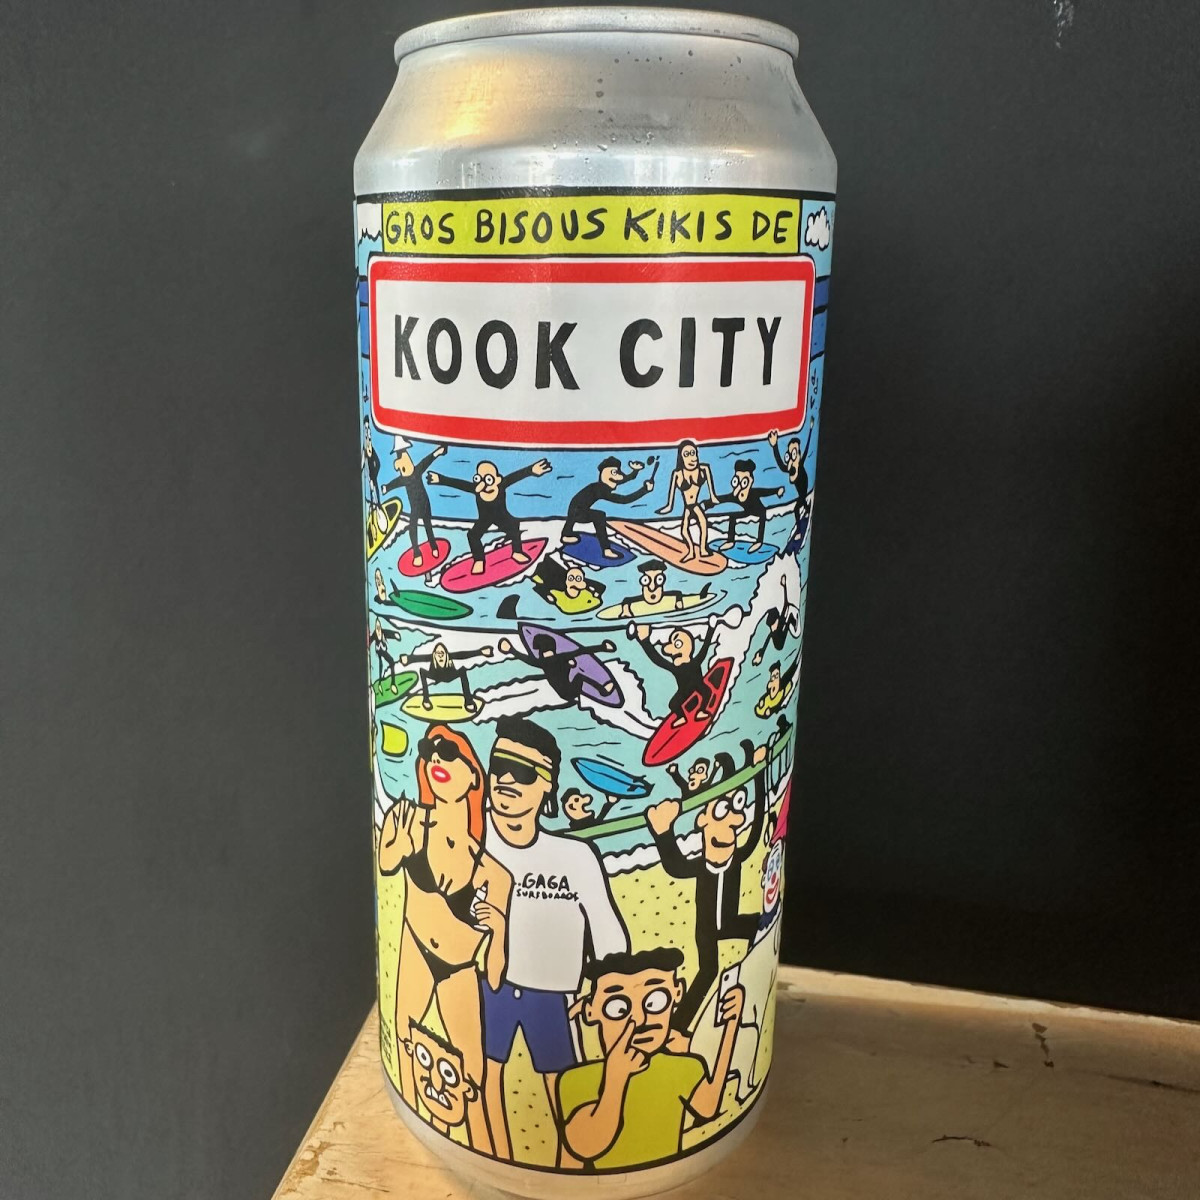 GROS BISOUS KIKIS DE
KOOK CITY
GAGA
SURFBOARDS